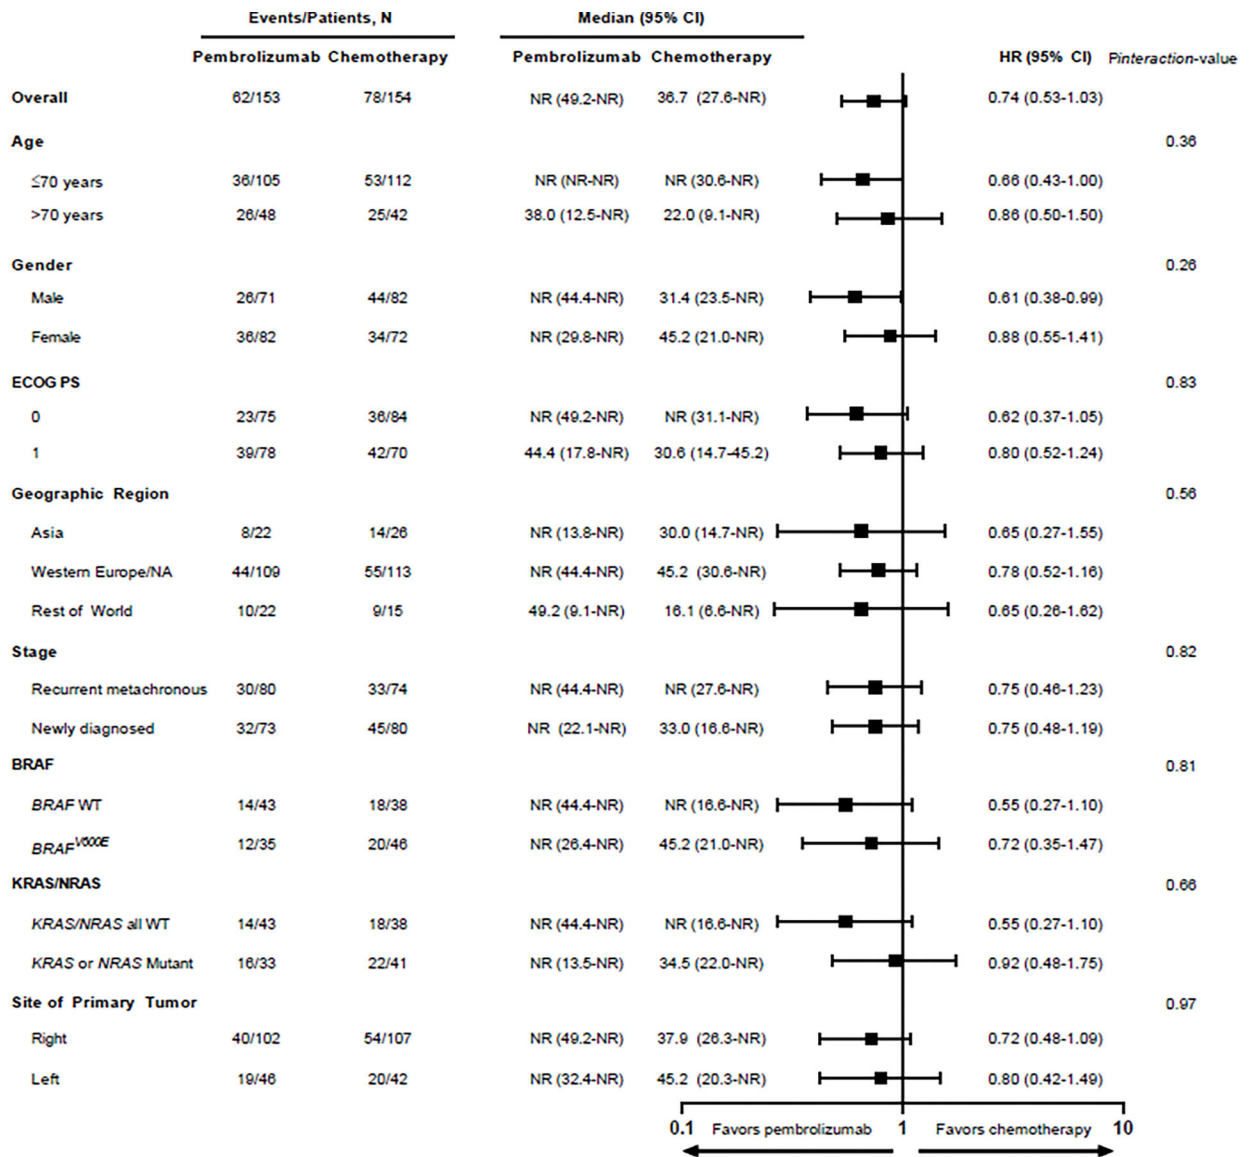 Events/Patients, N Median (95% CI)
Pembrolizumab Chemotherapy Pembrolizumab Chemotherapy HR (95% CI) Pinteraction-value
Overall 62/153 78/154 NR (49.2-NR) 36.7 (27.6-NR) 0.74 (0.53-1.03)
Age 0.36
≤70 years 36/105 53/112 NR (NR-NR) NR (30.6-NR) 0.66 (0.43-1.00)
>70 years 26/48 25/42 38.0 (12.5-NR) 22.0 (9.1-NR) 0.86 (0.50-1.50)
Gender 0.26
Male 26/71 44/82 NR (44.4-NR) 31.4 (23.5-NR) 0.61 (0.38-0.99)
Female 36/82 34/72 NR (29.8-NR) 45.2 (21.0-NR) 0.88 (0.55-1.41)
ECOG PS 0.83
0 23/75 36/84 NR (49.2-NR) NR (31.1-NR) 0.62 (0.37-1.05)
1 39/78 42/70 44.4 (17.8-NR) 30.6 (14.7-45.2) 0.80 (0.52-1.24)
Geographic Region 0.56
Asia 8/22 14/26 NR (13.8-NR) 30.0 (14.7-NR) 0.65 (0.27-1.55)
Western Europe/NA 44/109 55/113 NR (44.4-NR) 45.2 (30.6-NR) 0.78 (0.52-1.16)
Rest of World 10/22 9/15 49.2 (9.1-NR) 16.1 (6.6-NR) 0.65 (0.26-1.62)
Stage 0.82
Recurrent metachronous 30/80 33/74 NR (44.4-NR) NR (27.6-NR) 0.75 (0.46-1.23)
Newly diagnosed 32/73 45/80 NR (22.1-NR) 33.0 (16.6-NR) 0.75 (0.48-1.19)
BRAF 0.81
BRAF WT 14/43 18/38 NR (44.4-NR) NR (16.6-NR) 0.55 (0.27-1.10)
BRAF V600E 12/35 20/46 NR (26.4-NR) 45.2 (21.0-NR) 0.72 (0.35-1.47)
KRAS/NRAS 0.66
KRAS/NRAS all WT 14/43 18/38 NR (44.4-NR) NR (16.6-NR) 0.55 (0.27-1.10)
KRAS or NRAS Mutant 16/33 22/41 NR (13.5-NR) 34.5 (22.0-NR) 0.92 (0.48-1.75)
Site of Primary Tumor 0.97
Right 40/102 54/107 NR (49.2-NR) 37.9 (26.3-NR) 0.72 (0.48-1.09)
Left 19/46 20/42 NR (32.4-NR) 45.2 (20.3-NR) 0.80 (0.42-1.49)
0.1 Favors pembrolizumab 1 Favors chemotherapy 10